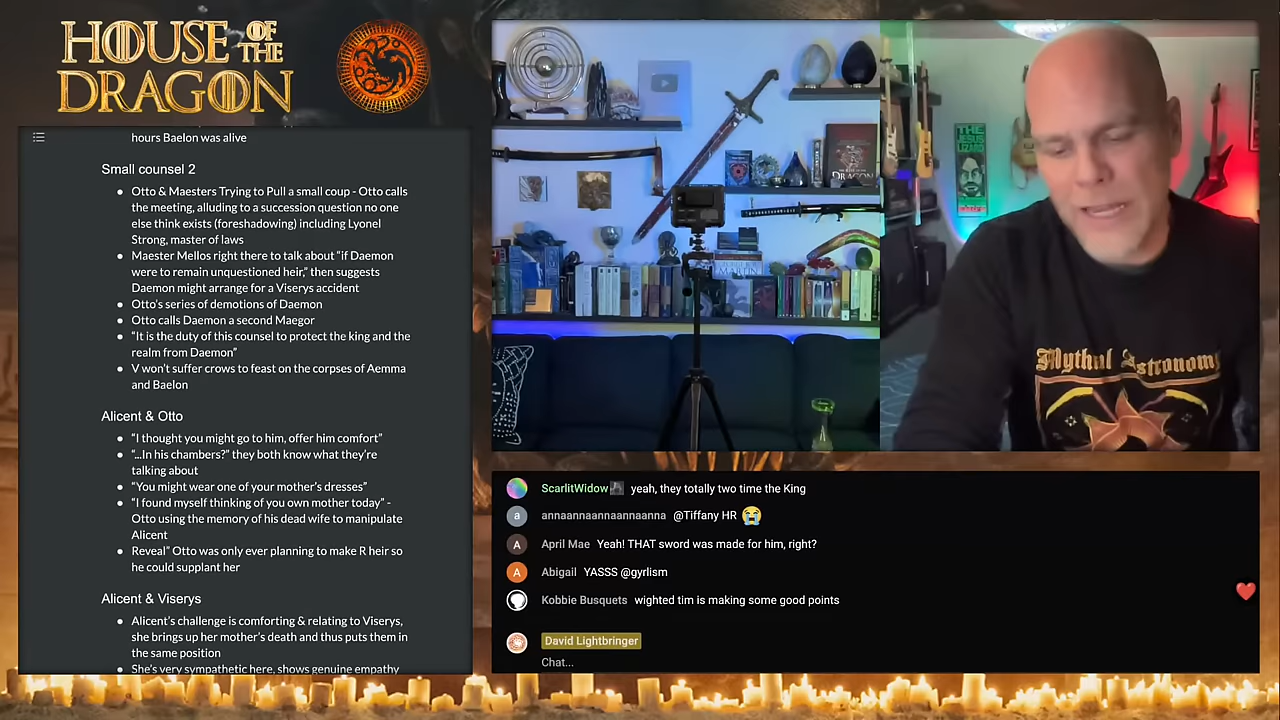 HOUSE OF THE DRAGON
hours Baelon was alive
Small counsel 2
● Otto & Maesters Trying to Pull a small coup - Otto calls
the meeting, alluding to a succession question no one
else think exists (foreshadowing) including Lyonel
Strong, master of laws
● Maester Mellos right there to talk about “if Daemon
were to remain unquestioned heir,” then suggests
Daemon might arrange for a Viserys accident
● Otto's series of demotions of Daemon
● Otto calls Daemon a second Maegor
● “It is the duty of this counsel to protect the king and the
realm from Daemon”
● V won't suffer crows to feast on the corpses of Aemma
and Baelon
Alicent & Otto
● “I thought you might go to him, offer him comfort”
● “...In his chambers?” they both know what they're
talking about
● “You might wear one of your mother's dresses”
● “I found myself thinking of you own mother today” -
Otto using the memory of his dead wife to manipulate
Alicent
● Reveal” Otto was only ever planning to make R heir so
he could supplant her
Alicent & Viserys
● Alicent's challenge is comforting & relating to Viserys,
she brings up her mother's death and thus puts them in
the same position
● She's very sympathetic here, shows genuine empathy
DRAGON
MARTIN
THE
JESUS
LIZARD
Mythical Astronomy
ScarlitWidow yeah, they totally two time the King
a annaannaannaannaanna @Tiffany HR 😭
A April Mae Yeah! THAT sword was made for him, right?
A Abigail YASSS @gyrlism
Kobbie Busquets wighted tim is making some good points
David Lightbringer
Chat...